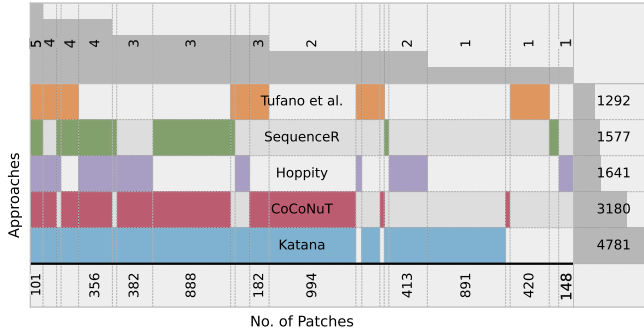 5 4 4 4 3 3 3 2 2 1 1 1
Tufano et al. 1292
SequenceR 1577
Hoppity 1641
CoCoNuT 3180
Katana 4781
Approaches
101 356 382 888 182 994 413 891 420 148
No. of Patches